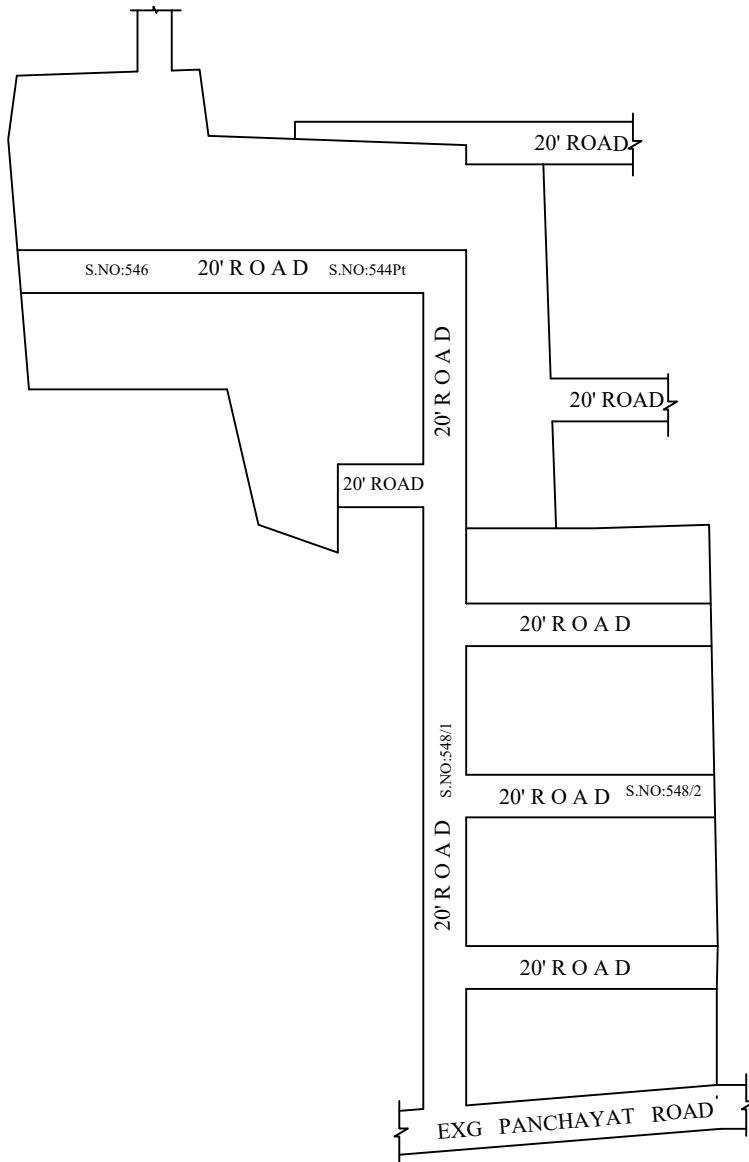 20' ROAD
S.NO:546 20' R O A D S.NO:544Pt
20' R O A D
20' ROAD
20' ROAD
20' R O A D
S.NO:548/1
20' R O A D S.NO:548/2
20' R O A D
20' R O A D
EXG PANCHAYAT ROAD